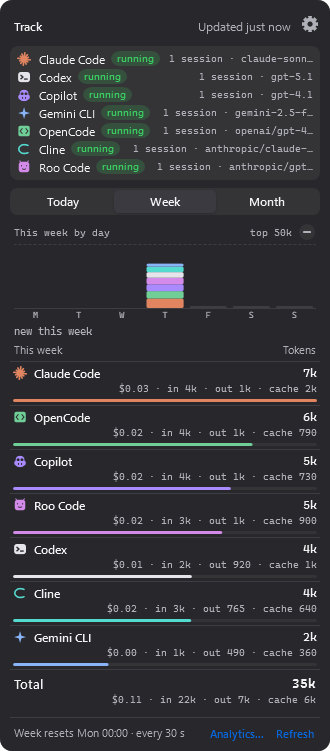 Track
Updated just now
Claude Code running 1 session · claude-sonn…
Codex running 1 session · gpt-5.1
Copilot running 1 session · gpt-4.1
Gemini CLI running 1 session · gemini-2.5-f…
OpenCode running 1 session · openai/gpt-4…
Cline running 1 session · anthropic/claude-…
Roo Code running 1 session · anthropic/gpt…
Today Week Month
This week by day top 50k
M T W T F S S
new this week
This week Tokens
Claude Code 7k
$0.03 · in 4k · out 1k · cache 2k
OpenCode 6k
$0.02 · in 4k · out 1k · cache 790
Copilot 5k
$0.02 · in 4k · out 1k · cache 730
Roo Code 5k
$0.02 · in 3k · out 1k · cache 900
Codex 4k
$0.01 · in 2k · out 920 · cache 1k
Cline 4k
$0.02 · in 3k · out 765 · cache 640
Gemini CLI 2k
$0.00 · in 1k · out 490 · cache 360
Total 35k
$0.11 · in 22k · out 7k · cache 6k
Week resets Mon 00:00 · every 30 s Analytics… Refresh